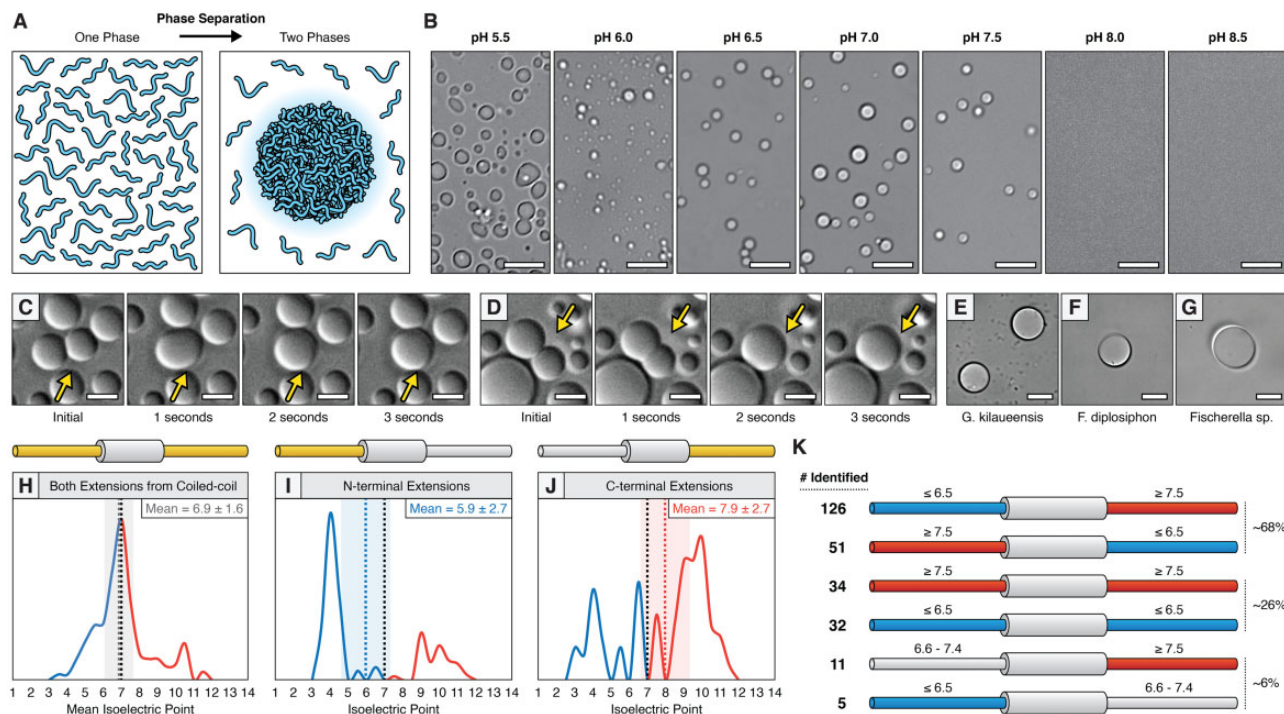 A
Phase Separation
One Phase
Two Phases
B
pH 5.5
pH 6.0
pH 6.5
pH 7.0
pH 7.5
pH 8.0
pH 8.5
C
Initial
1 seconds
2 seconds
3 seconds
D
Initial
1 seconds
2 seconds
3 seconds
E
G. kilaueensis
F
F. diplosiphon
G
Fischerella sp.
H
Both Extensions from Coiled-coil
Mean = 6.9 ± 1.6
1 2 3 4 5 6 7 8 9 10 11 12 13 14
Mean Isoelectric Point
I
N-terminal Extensions
Mean = 5.9 ± 2.7
1 2 3 4 5 6 7 8 9 10 11 12 13 14
Isoelectric Point
J
C-terminal Extensions
Mean = 7.9 ± 2.7
1 2 3 4 5 6 7 8 9 10 11 12 13 14
Isoelectric Point
K
# Identified
126 ≤ 6.5 ≥ 7.5
51 ≥ 7.5 ≤ 6.5
~68%
34 ≥ 7.5 ≥ 7.5
32 ≤ 6.5 ≤ 6.5
~26%
11 6.6 - 7.4 ≥ 7.5
5 ≤ 6.5 6.6 - 7.4
~6%